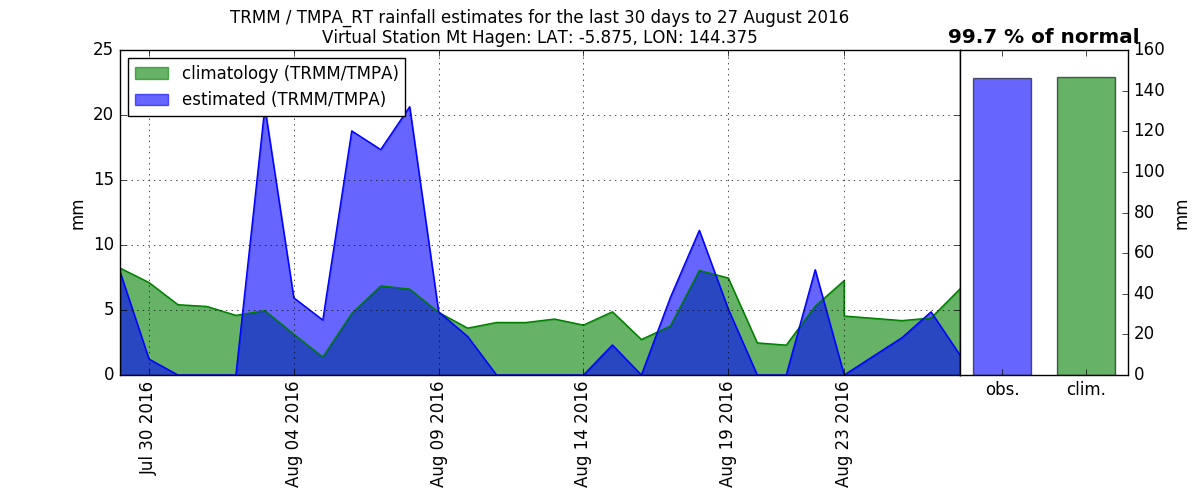 TRMM / TMPA_RT rainfall estimates for the last 30 days to 27 August 2016
Virtual Station Mt Hagen: LAT: -5.875, LON: 144.375
99.7 % of normal
climatology (TRMM/TMPA)
estimated (TRMM/TMPA)
25
20
15
10
5
0
mm
Jul 30 2016
Aug 04 2016
Aug 09 2016
Aug 14 2016
Aug 19 2016
Aug 23 2016
160
140
120
100
80
60
40
20
0
mm
obs.
clim.